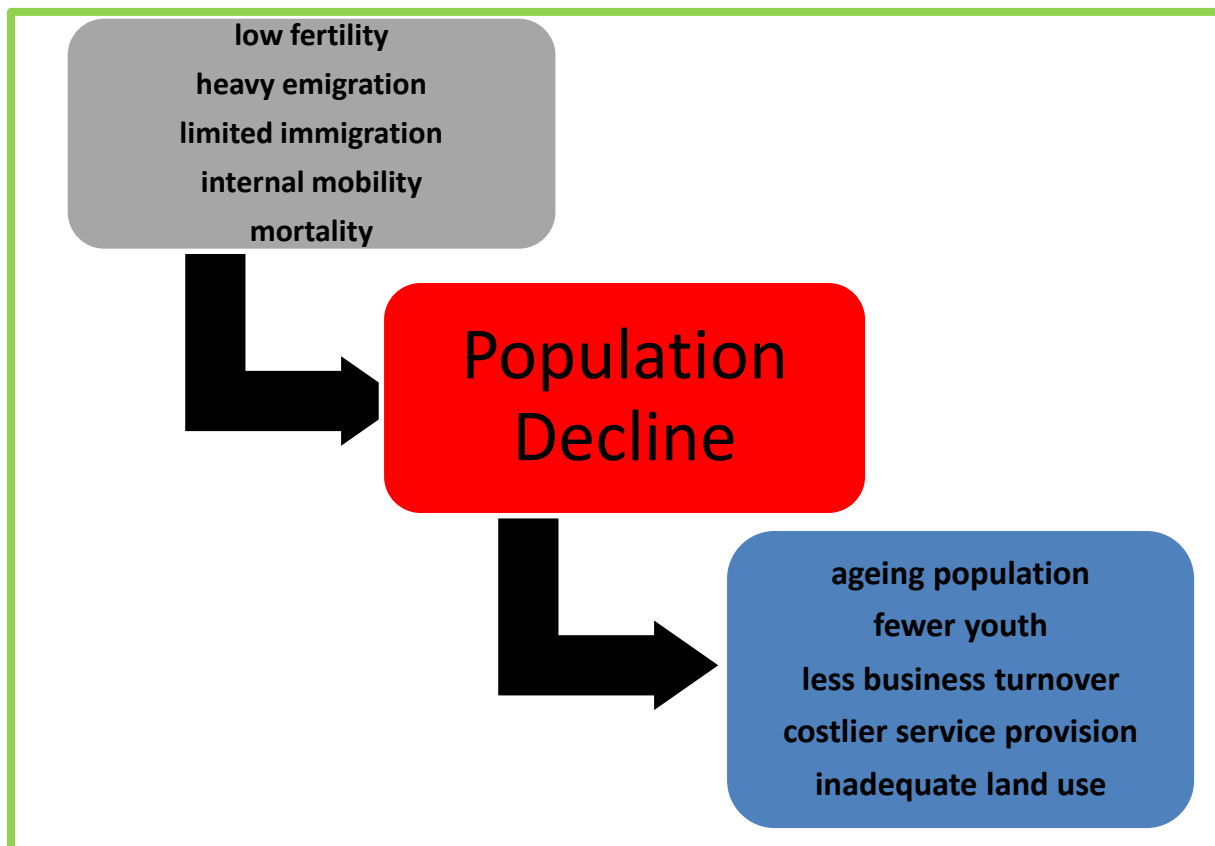 low fertility
heavy emigration
limited immigration
internal mobility
mortality
Population
Decline
ageing population
fewer youth
less business turnover
costlier service provision
inadequate land use